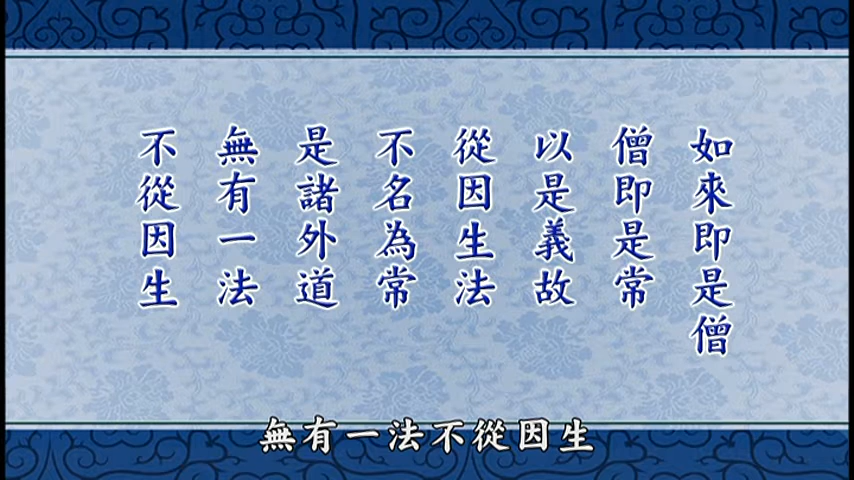 如來即是僧
僧即是常
以是義故
從因生法
不名為常
是諸外道
無有一法
不從因生
無有一法不從因生